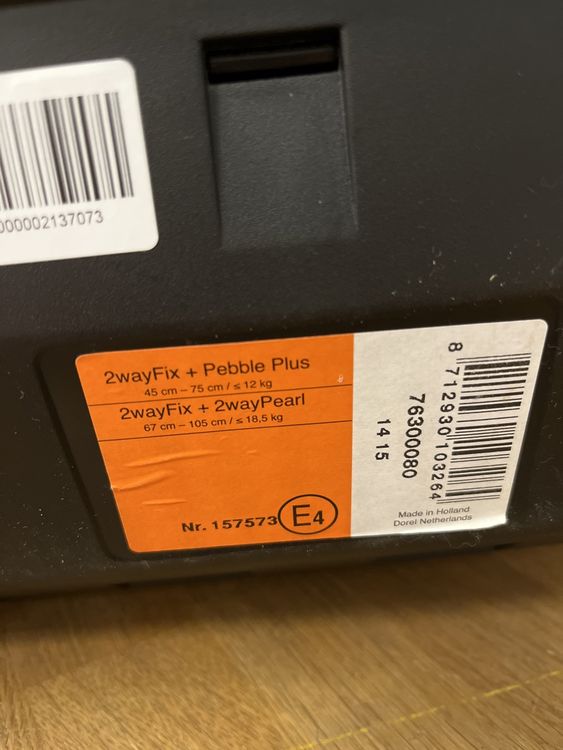 000002137073
2wayFix + Pebble Plus
45 cm – 75 cm / ≤ 12 kg
2wayFix + 2wayPearl
67 cm – 105 cm / ≤ 18,5 kg
Nr. 157573 E4
8 712930 103264
76300080
14 15
Made in Holland
Dorel Netherlands